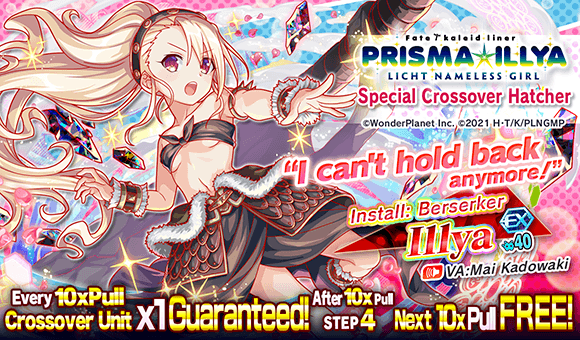 Fate/kaleid liner
PRISMA☆ILLYA
LICHT NAMELESS GIRL
Special Crossover Hatcher
©WonderPlanet Inc. ©2021 H･T/K/PLNGMP
"I can't hold back
anymore!"
Install: Berserker
Illya
EX
40
VA:Mai Kadowaki
Every 10xPull
Crossover Unit x1 Guaranteed!
After 10x Pull
STEP 4
Next 10x Pull FREE!